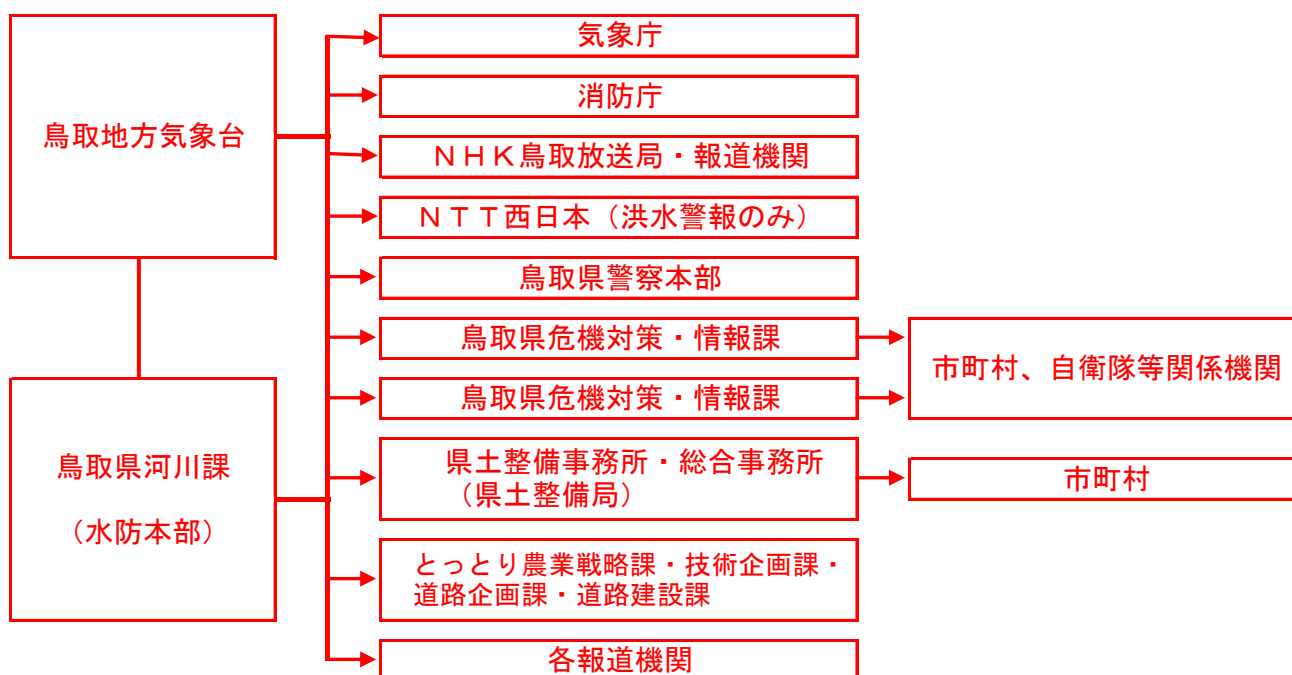 鳥取地方気象台
鳥取県河川課
（水防本部）
気象庁
消防庁
ＮＨＫ鳥取放送局・報道機関
ＮＴＴ西日本（洪水警報のみ）
鳥取県警察本部
鳥取県危機対策・情報課
鳥取県危機対策・情報課
県土整備事務所・総合事務所
（県土整備局）
とっとり農業戦略課・技術企画課・
道路企画課・道路建設課
各報道機関
市町村、自衛隊等関係機関
市町村